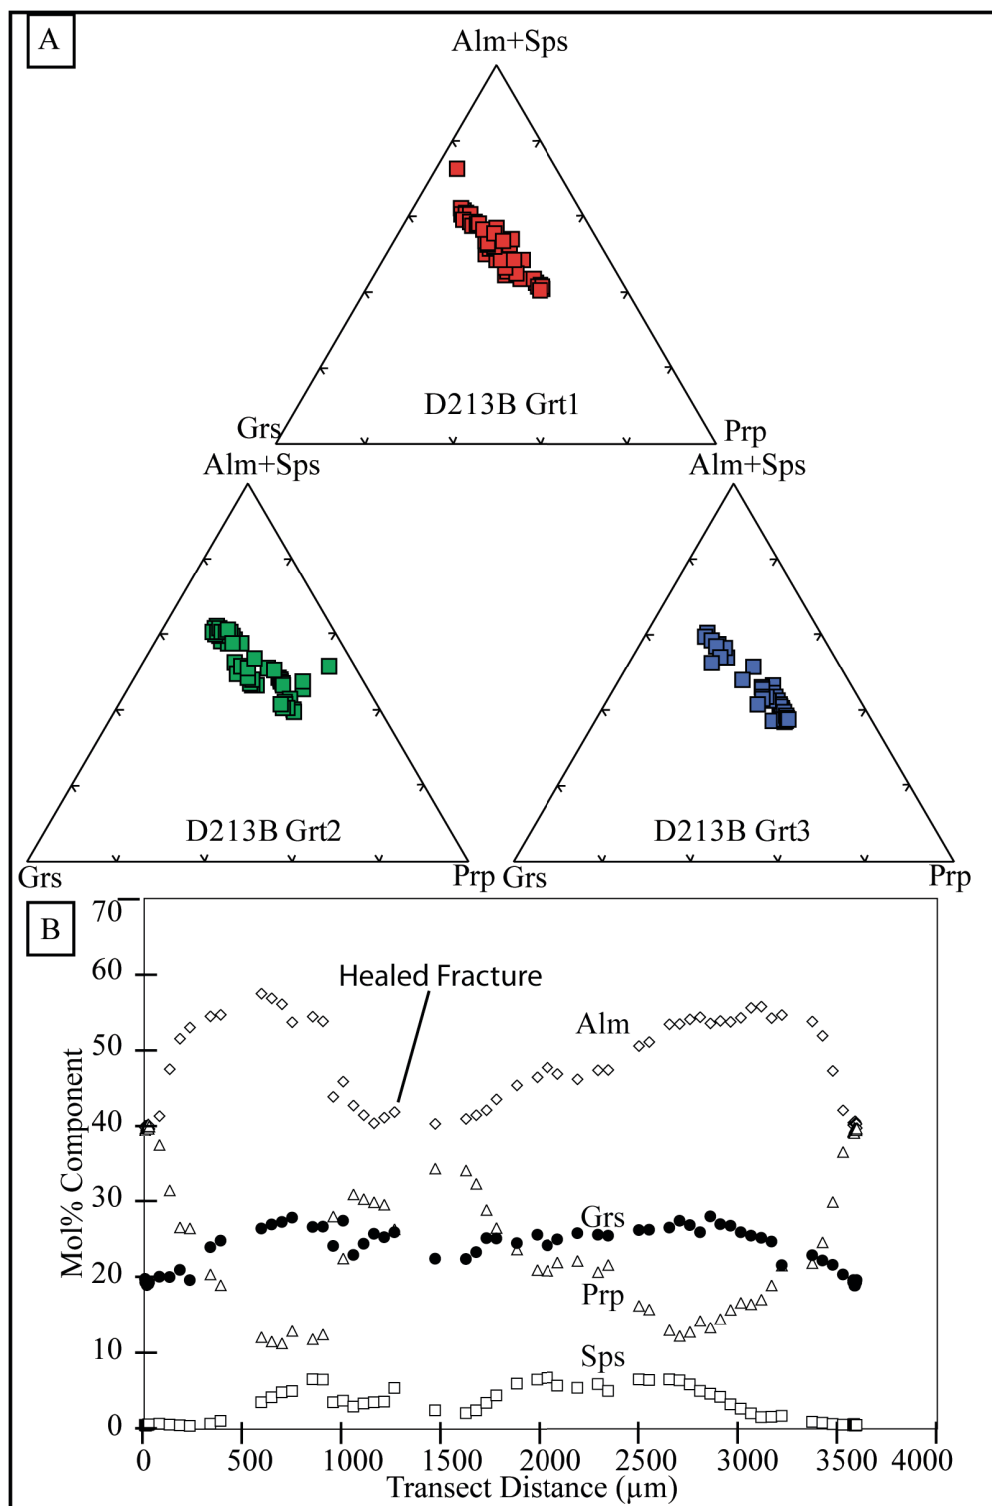 A
Alm+Sps
D213B Grt1
Grs
Prp
Alm+Sps
Alm+Sps
D213B Grt2
D213B Grt3
Grs
Prp
Grs
Prp
B
70
60
50
40
30
20
10
0
Mol% Component
Healed Fracture
Alm
Grs
Prp
Sps
0
500
1000
1500
2000
2500
3000
3500
4000
Transect Distance (µm)